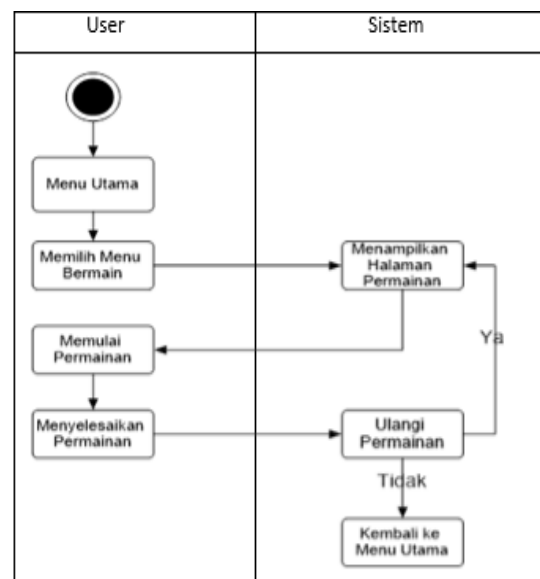 User
Sistem
Menu Utama
Memilih Menu
Bermain
Menampilkan
Halaman
Permainan
Ya
Memulai
Permainan
Menyelesaikan
Permainan
Ulangi
Permainan
Tidak
Kembali ke
Menu Utama